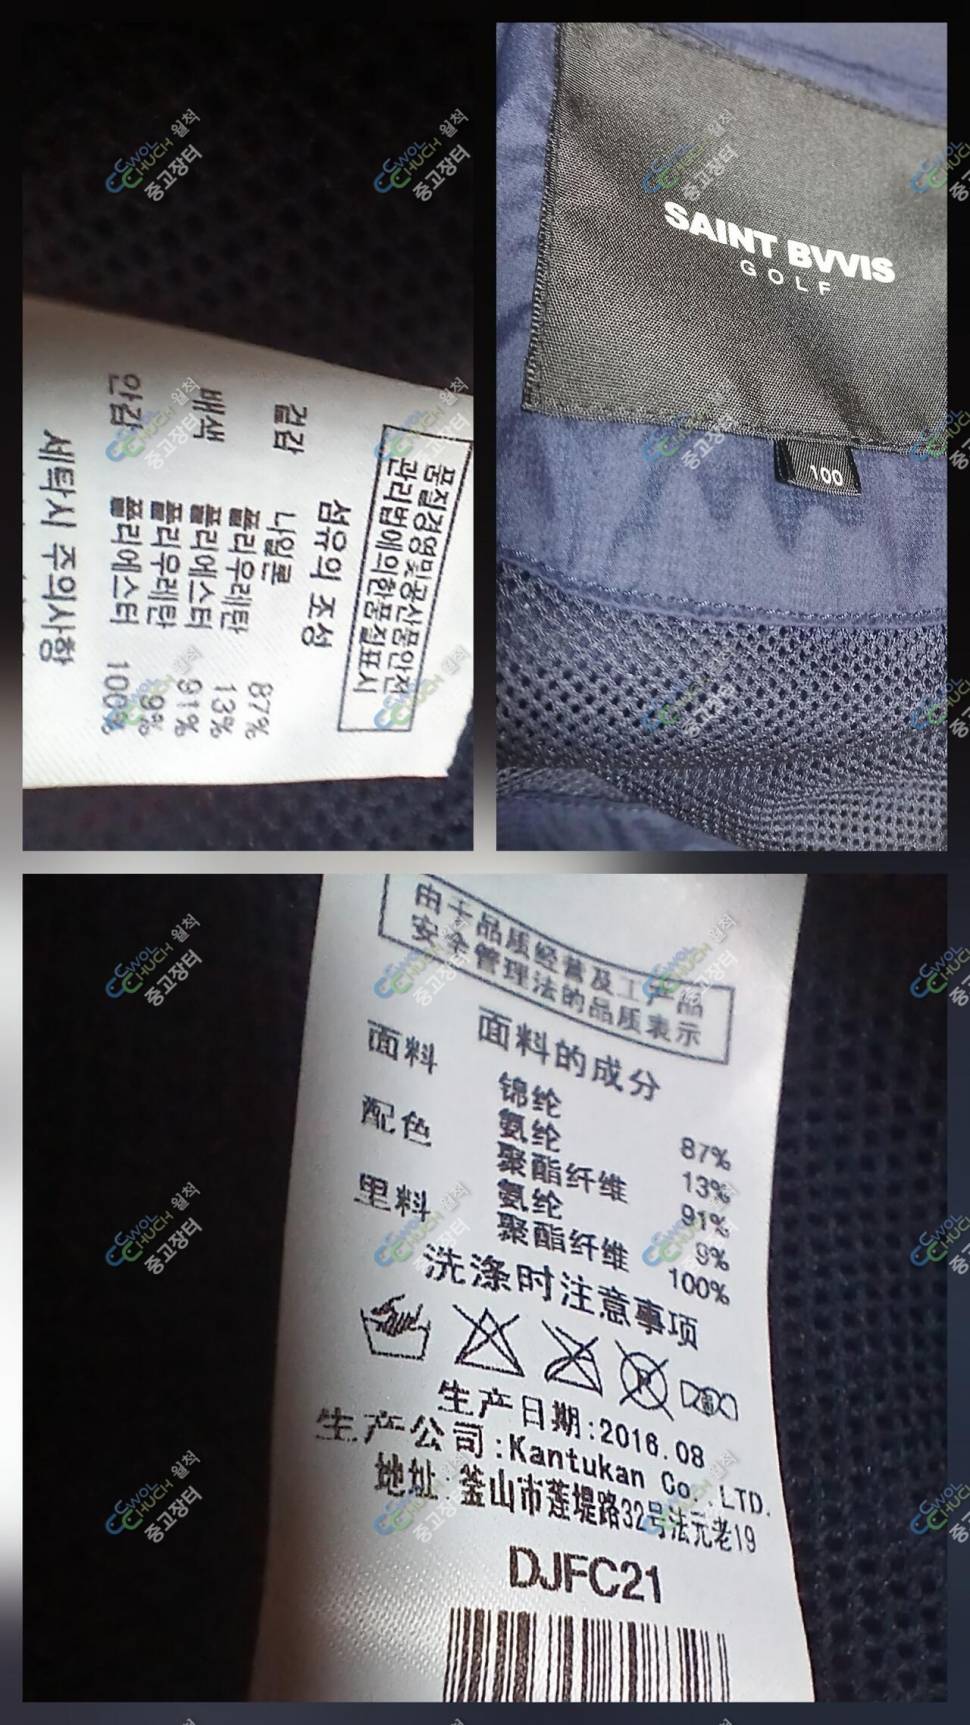 품질경영및공산품안전
관리법에의한품질표시
섬유의 조성
겉감 나일론 87%
폴리우레탄 13%
배색 폴리에스터 91%
폴리우레탄 9%
안감 폴리에스터 100%
세탁시 주의사항
SAINT BVVIS
GOLF
100
由于品质经营及工产品
安全管理法的品质表示
面料的成分
面料 锦纶 87%
氨纶 13%
配色 聚酯纤维 91%
氨纶 9%
里料 聚酯纤维 100%
洗涤时注意事项
生产日期:2016.08
生产公司:Kantukan Co.,LTD.
地址:釜山市莲堤路32号法元老19
DJFC21
CWOL
CHUCH 월척
중고장터